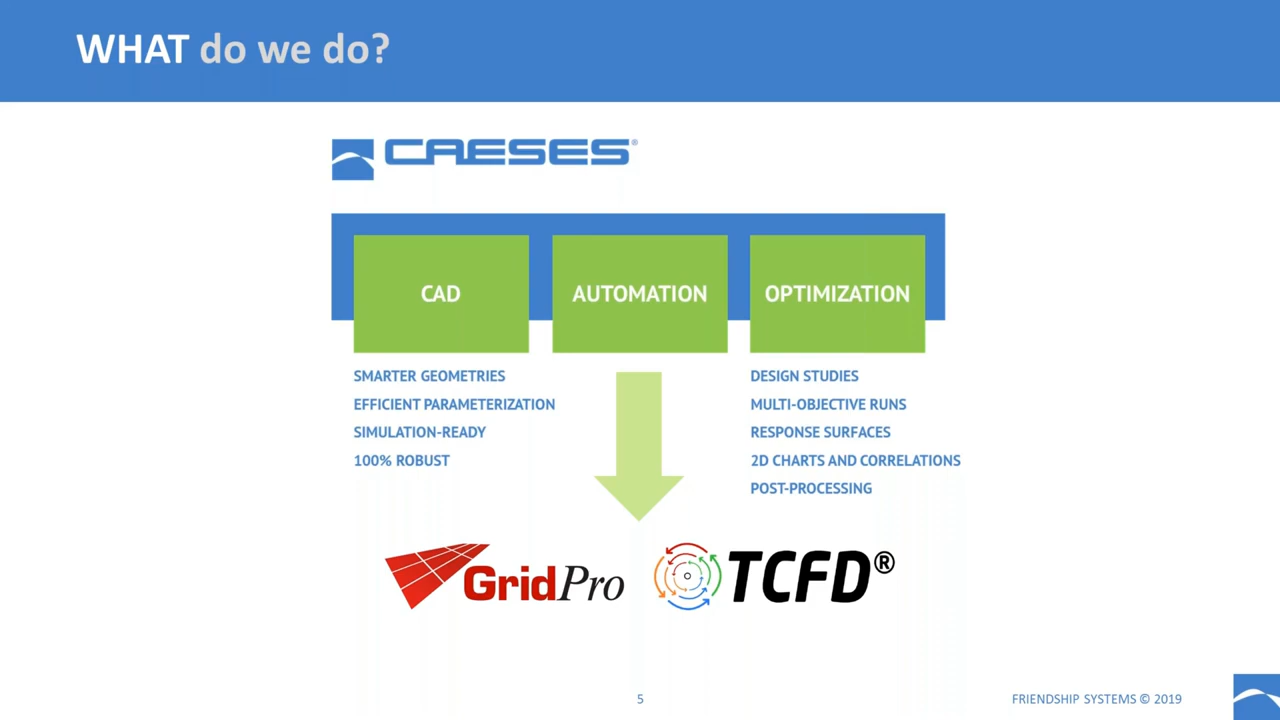 WHAT do we do?
CAESES®
CAD
AUTOMATION
OPTIMIZATION
SMARTER GEOMETRIES
EFFICIENT PARAMETERIZATION
SIMULATION-READY
100% ROBUST
DESIGN STUDIES
MULTI-OBJECTIVE RUNS
RESPONSE SURFACES
2D CHARTS AND CORRELATIONS
POST-PROCESSING
GridPro
TCFD®
5
FRIENDSHIP SYSTEMS © 2019